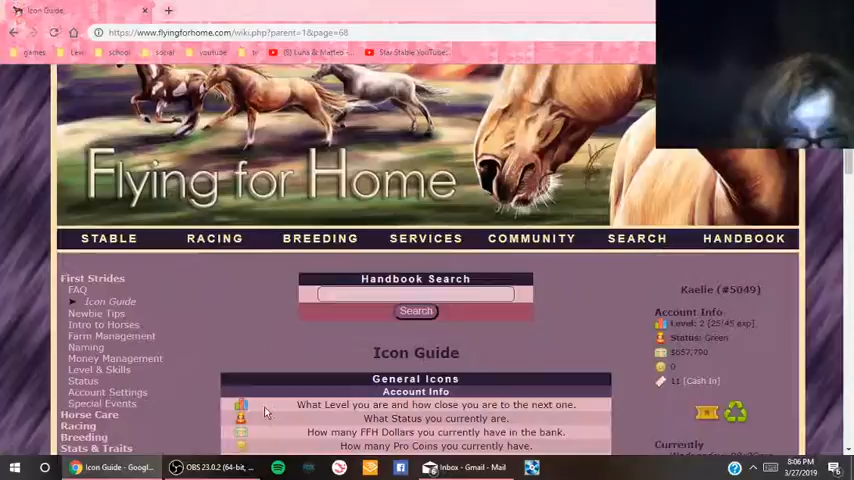 Icon Guide
https://www.flyingforhome.com/wiki.php?parent=1&page=68
games
Lew
school
social
youtube
(5) Luna & Matteo -
Star Stable YouTube:
Flying for Home
STABLE RACING BREEDING SERVICES COMMUNITY SEARCH HANDBOOK
First Strides
FAQ
Icon Guide
Newbie Tips
Intro to Horses
Farm Management
Naming
Money Management
Level & Skills
Status
Account Settings
Special Events
Horse Care
Racing
Breeding
Stats & Traits
Handbook Search
Search
Icon Guide
General Icons
Account Info
What Level you are and how close you are to the next one.
What Status you currently are.
How many FFH Dollars you currently have in the bank.
How many Pro Coins you currently have.
Kaelie (#5049)
Account Info
Level: 2 [25/45 exp]
Status: Green
$657,790
0
11 [Cash In]
Currently
Icon Guide - Googl...
OBS 23.0.2 (64-bit, ...
Inbox - Gmail - Mail
8:06 PM
3/27/2019